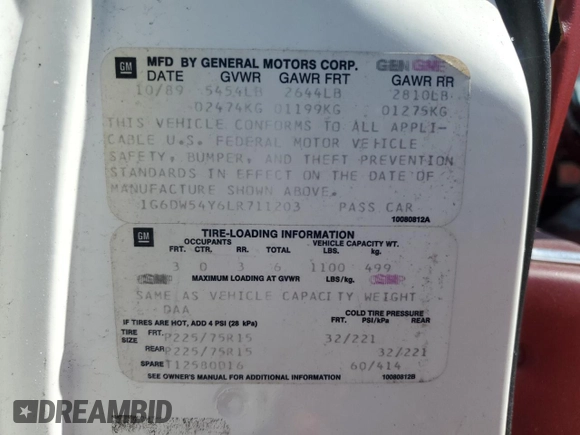 GM
MFD BY GENERAL MOTORS CORP.
DATE GVWR GAWR FRT GAWR RR
10/89 5454LB 2644LB 2810LB
02474KG 01199KG 01275KG
THIS VEHICLE CONFORMS TO ALL APPLI-
CABLE U.S. FEDERAL MOTOR VEHICLE
SAFETY, BUMPER, AND THEFT PREVENTION
STANDARDS IN EFFECT ON THE DATE OF
MANUFACTURE SHOWN ABOVE.
1G6DW54Y6LR711203 PASS CAR
10080812A
GM
TIRE-LOADING INFORMATION
OCCUPANTS VEHICLE CAPACITY WT.
FRT. CTR. RR. TOTAL LBS. kg.
3 0 3 6 1100 499
MAXIMUM LOADING AT GVWR LBS/kg.
SAME AS VEHICLE CAPACITY WEIGHT
DAA
COLD TIRE PRESSURE
IF TIRES ARE HOT, ADD 4 PSI (28 kPa) FRT. PSI/kPa REAR
TIRE SIZE FRT. P225/75R15 32/221
REAR P225/75R15 32/221
SPARE T12580D16 60/414
SEE OWNER'S MANUAL FOR ADDITIONAL INFORMATION 10080812B
DREAMBID